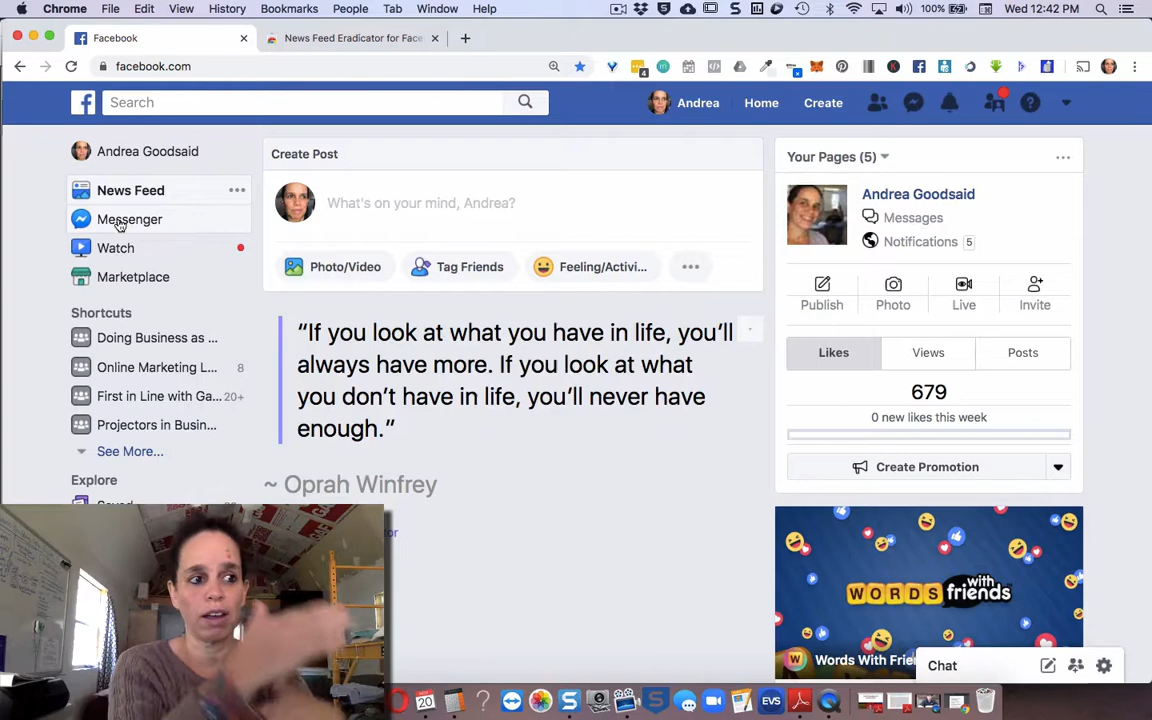 Chrome File Edit View History Bookmarks People Tab Window Help 100% Wed 12:42 PM
Facebook News Feed Eradicator for Face
facebook.com
Search Andrea Home Create
Andrea Goodsaid
News Feed
Messenger
Watch
Marketplace
Shortcuts
Doing Business as ...
Online Marketing L... 8
First in Line with Ga... 20+
Projectors in Busin...
See More...
Explore
Create Post
What's on your mind, Andrea?
Photo/Video Tag Friends Feeling/Activi...
“If you look at what you have in life, you’ll
always have more. If you look at what
you don’t have in life, you’ll never have
enough.”
~ Oprah Winfrey
Your Pages (5)
Andrea Goodsaid
Messages
Notifications 5
Publish Photo Live Invite
Likes Views Posts
679
0 new likes this week
Create Promotion
WORDS with friends
Words With Frie
Chat
20
EVS